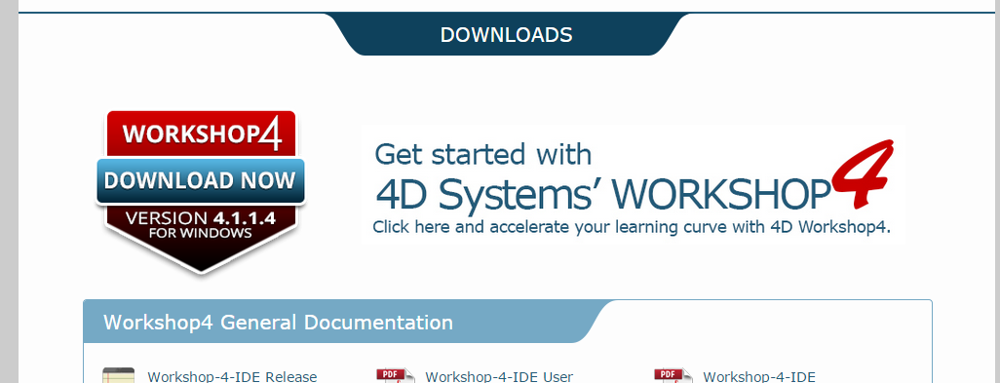 DOWNLOADS
WORKSHOP4
DOWNLOAD NOW
VERSION 4.1.1.4
FOR WINDOWS
Get started with
4D Systems’ WORKSHOP4
Click here and accelerate your learning curve with 4D Workshop4.
Workshop4 General Documentation
Workshop-4-IDE Release
PDF
Workshop-4-IDE User
PDF
Workshop-4-IDE